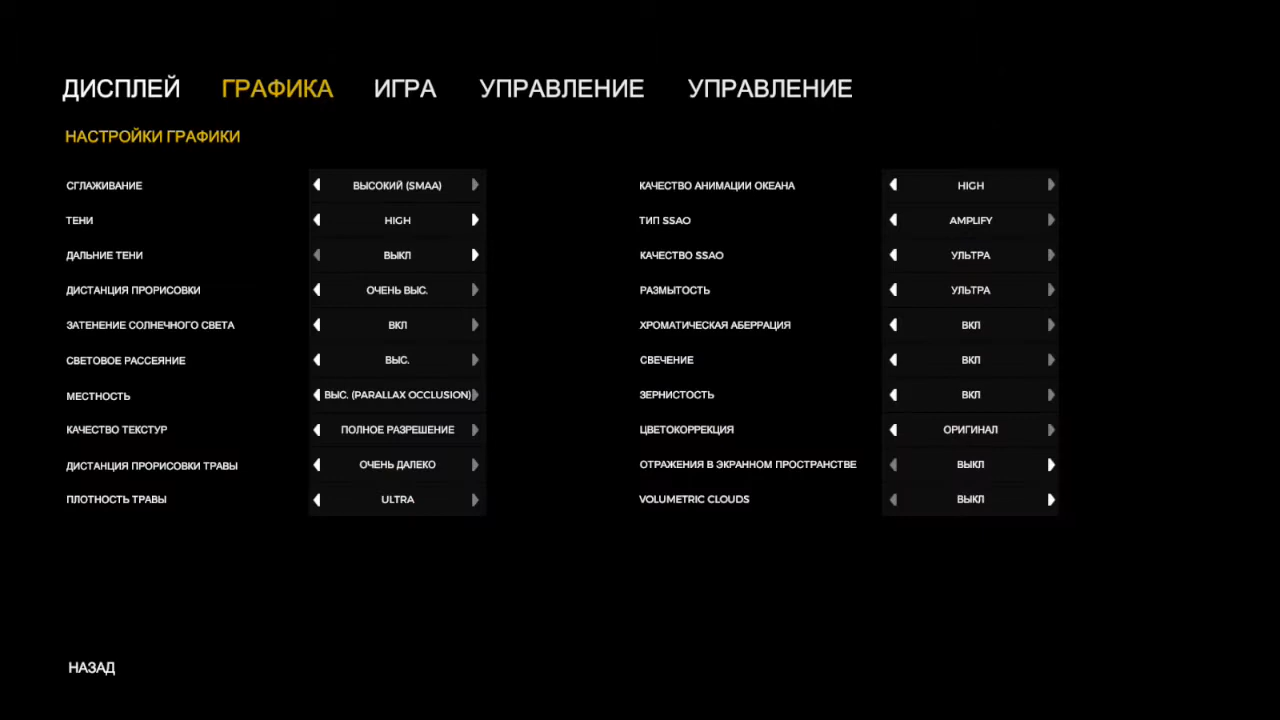 ДИСПЛЕЙ ГРАФИКА ИГРА УПРАВЛЕНИЕ УПРАВЛЕНИЕ
НАСТРОЙКИ ГРАФИКИ
СГЛАЖИВАНИЕ ВЫСОКИЙ (SMAA) КАЧЕСТВО АНИМАЦИИ ОКЕАНА HIGH
ТЕНИ HIGH ТИП SSAO AMPLIFY
ДАЛЬНИЕ ТЕНИ ВЫКЛ КАЧЕСТВО SSAO УЛЬТРА
ДИСТАНЦИЯ ПРОРИСОВКИ ОЧЕНЬ ВЫС. РАЗМЫТОСТЬ УЛЬТРА
ЗАТЕНЕНИЕ СОЛНЕЧНОГО СВЕТА ВКЛ ХРОМАТИЧЕСКАЯ АБЕРРАЦИЯ ВКЛ
СВЕТОВОЕ РАССЕЯНИЕ ВЫС. СВЕЧЕНИЕ ВКЛ
МЕСТНОСТЬ ВЫС. (PARALLAX OCCLUSION) ЗЕРНИСТОСТЬ ВКЛ
КАЧЕСТВО ТЕКСТУР ПОЛНОЕ РАЗРЕШЕНИЕ ЦВЕТОКОРРЕКЦИЯ ОРИГИНАЛ
ДИСТАНЦИЯ ПРОРИСОВКИ ТРАВЫ ОЧЕНЬ ДАЛЕКО ОТРАЖЕНИЯ В ЭКРАННОМ ПРОСТРАНСТВЕ ВЫКЛ
ПЛОТНОСТЬ ТРАВЫ ULTRA VOLUMETRIC CLOUDS ВЫКЛ
НАЗАД